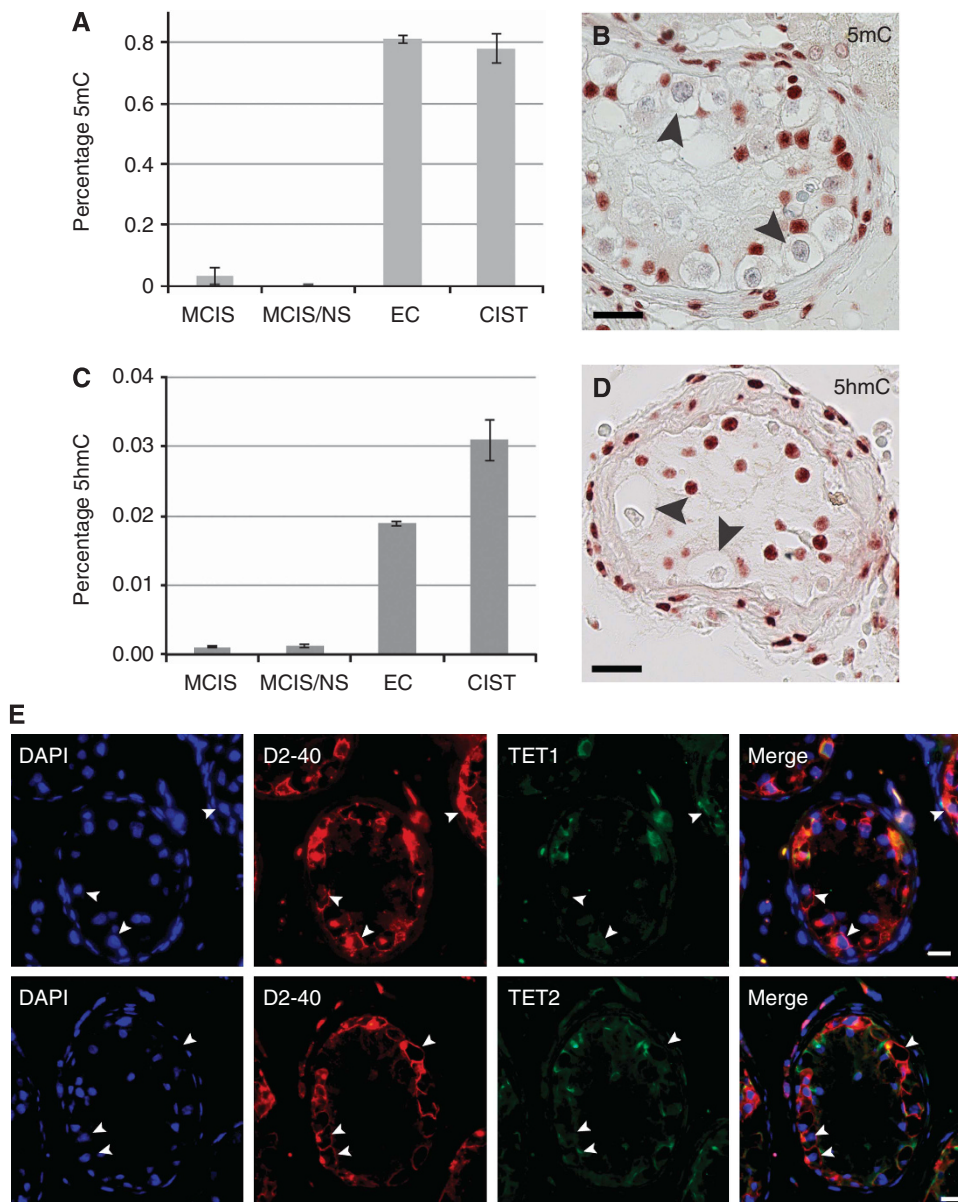 A
Percentage 5mC
0.8
0.6
0.4
0.2
0
MCIS
MCIS/NS
EC
CIST
B
5mC
C
Percentage 5hmC
0.04
0.03
0.02
0.01
0.00
MCIS
MCIS/NS
EC
CIST
D
5hmC
E
DAPI
D2-40
TET1
Merge
DAPI
D2-40
TET2
Merge